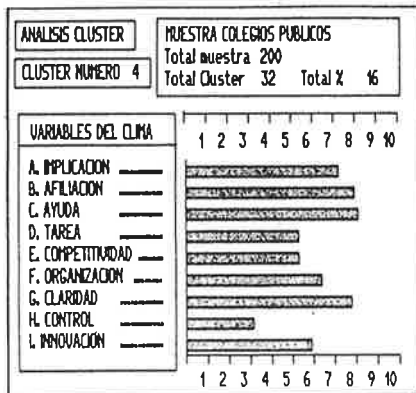 ANALISIS CLUSTER
CLUSTER NUMERO 4
MUESTRA COLEGIOS PUBLICOS
Total muestra 200
Total Cluster 32 Total % 16
VARIABLES DEL CLIMA
1 2 3 4 5 6 7 8 9 10
A. IMPLICACION
B. AFILIACION
C. AYUDA
D. TAREA
E. COMPETITIVIDAD
F. ORGANIZACION
G. CLARIDAD
H. CONTROL
I. INNOVACION
1 2 3 4 5 6 7 8 9 10